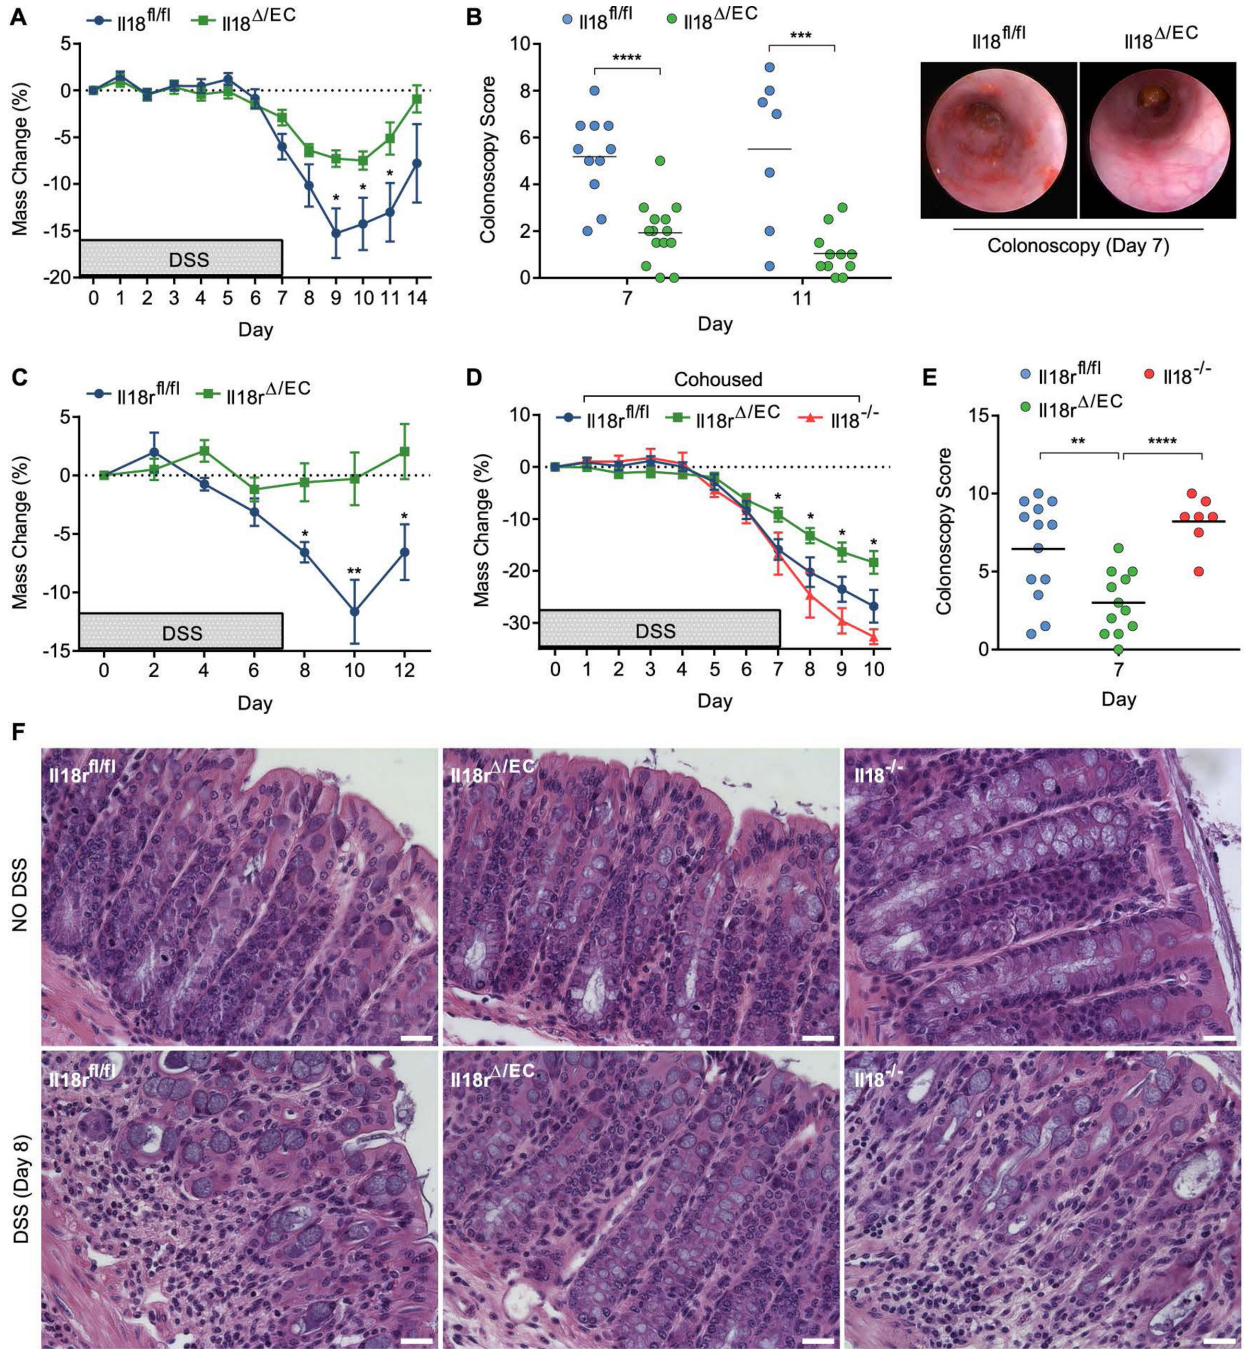 A
Il18fl/fl
Il18Δ/EC
Mass Change (%)
5
0
-5
-10
-15
-20
*
*
*
DSS
0 1 2 3 4 5 6 7 8 9 10 11 14
Day
B
Il18fl/fl
Il18Δ/EC
Colonoscopy Score
10
8
6
4
2
0
****
***
7 11
Day
Il18fl/fl
Il18Δ/EC
Colonoscopy (Day 7)
C
Il18rfl/fl
Il18rΔ/EC
Mass Change (%)
5
0
-5
-10
-15
*
**
*
DSS
0 2 4 6 8 10 12
Day
D
Cohoused
Il18rfl/fl
Il18rΔ/EC
Il18-/-
Mass Change (%)
10
0
-10
-20
-30
*
*
*
*
DSS
0 1 2 3 4 5 6 7 8 9 10
Day
E
Il18rfl/fl
Il18-/-
Il18rΔ/EC
Colonoscopy Score
15
10
5
0
**
****
7
Day
F
NO DSS
Il18rfl/fl
Il18rΔ/EC
Il18-/-
DSS (Day 8)
Il18rfl/fl
Il18rΔ/EC
Il18-/-